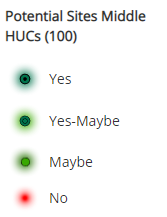 Potential Sites Middle
HUCs (100)
Yes
Yes-Maybe
Maybe
No